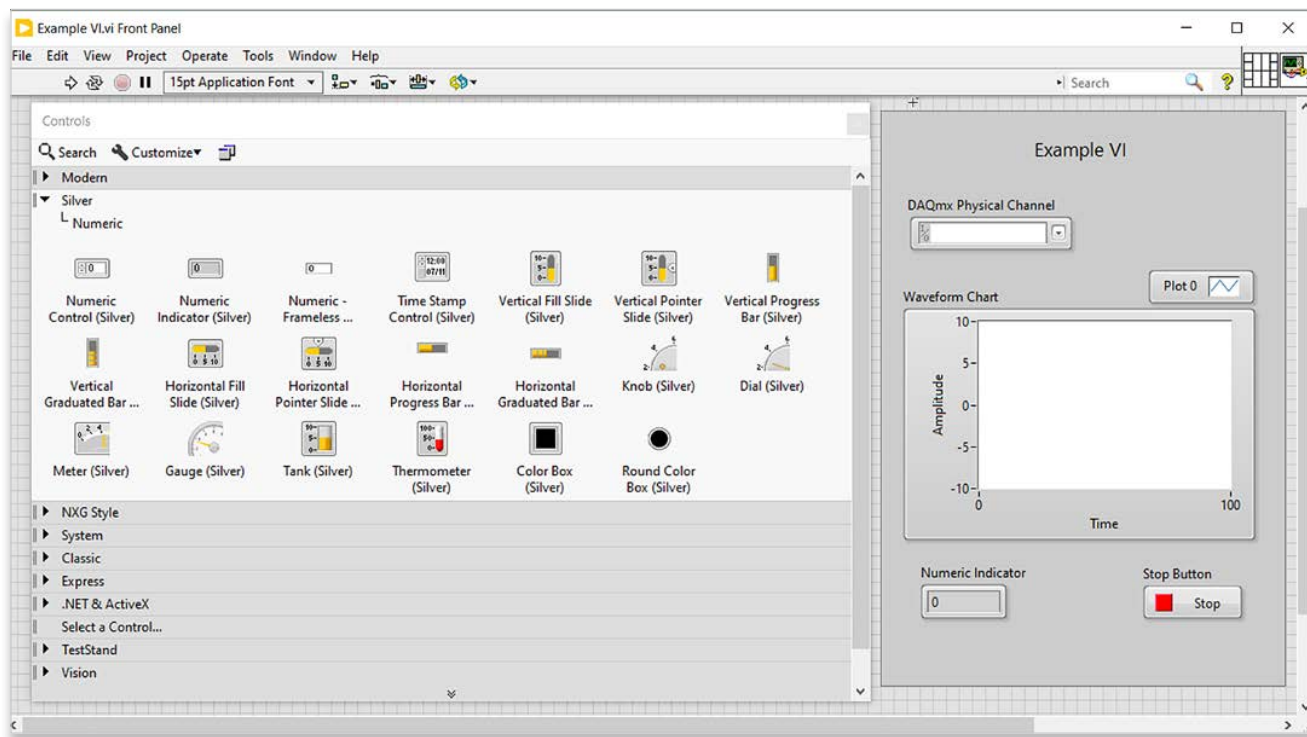 Example VI.vi Front Panel
File Edit View Project Operate Tools Window Help
15pt Application Font
Search
Controls
Search Customize
Modern
Silver
Numeric
Numeric
Control (Silver)
Numeric
Indicator (Silver)
Numeric -
Frameless ...
Time Stamp
Control (Silver)
Vertical Fill Slide
(Silver)
Vertical Pointer
Slide (Silver)
Vertical Progress
Bar (Silver)
Vertical
Graduated Bar ...
Horizontal Fill
Slide (Silver)
Horizontal
Pointer Slide ...
Horizontal
Progress Bar ...
Horizontal
Graduated Bar ...
Knob (Silver)
Dial (Silver)
Meter (Silver)
Gauge (Silver)
Tank (Silver)
Thermometer
(Silver)
Color Box
(Silver)
Round Color
Box (Silver)
NXG Style
System
Classic
Express
.NET & ActiveX
Select a Control...
TestStand
Vision
Example VI
DAQmx Physical Channel
Plot 0
Waveform Chart
Amplitude
10
5
0
-5
-10
0
100
Time
Numeric Indicator
0
Stop Button
Stop